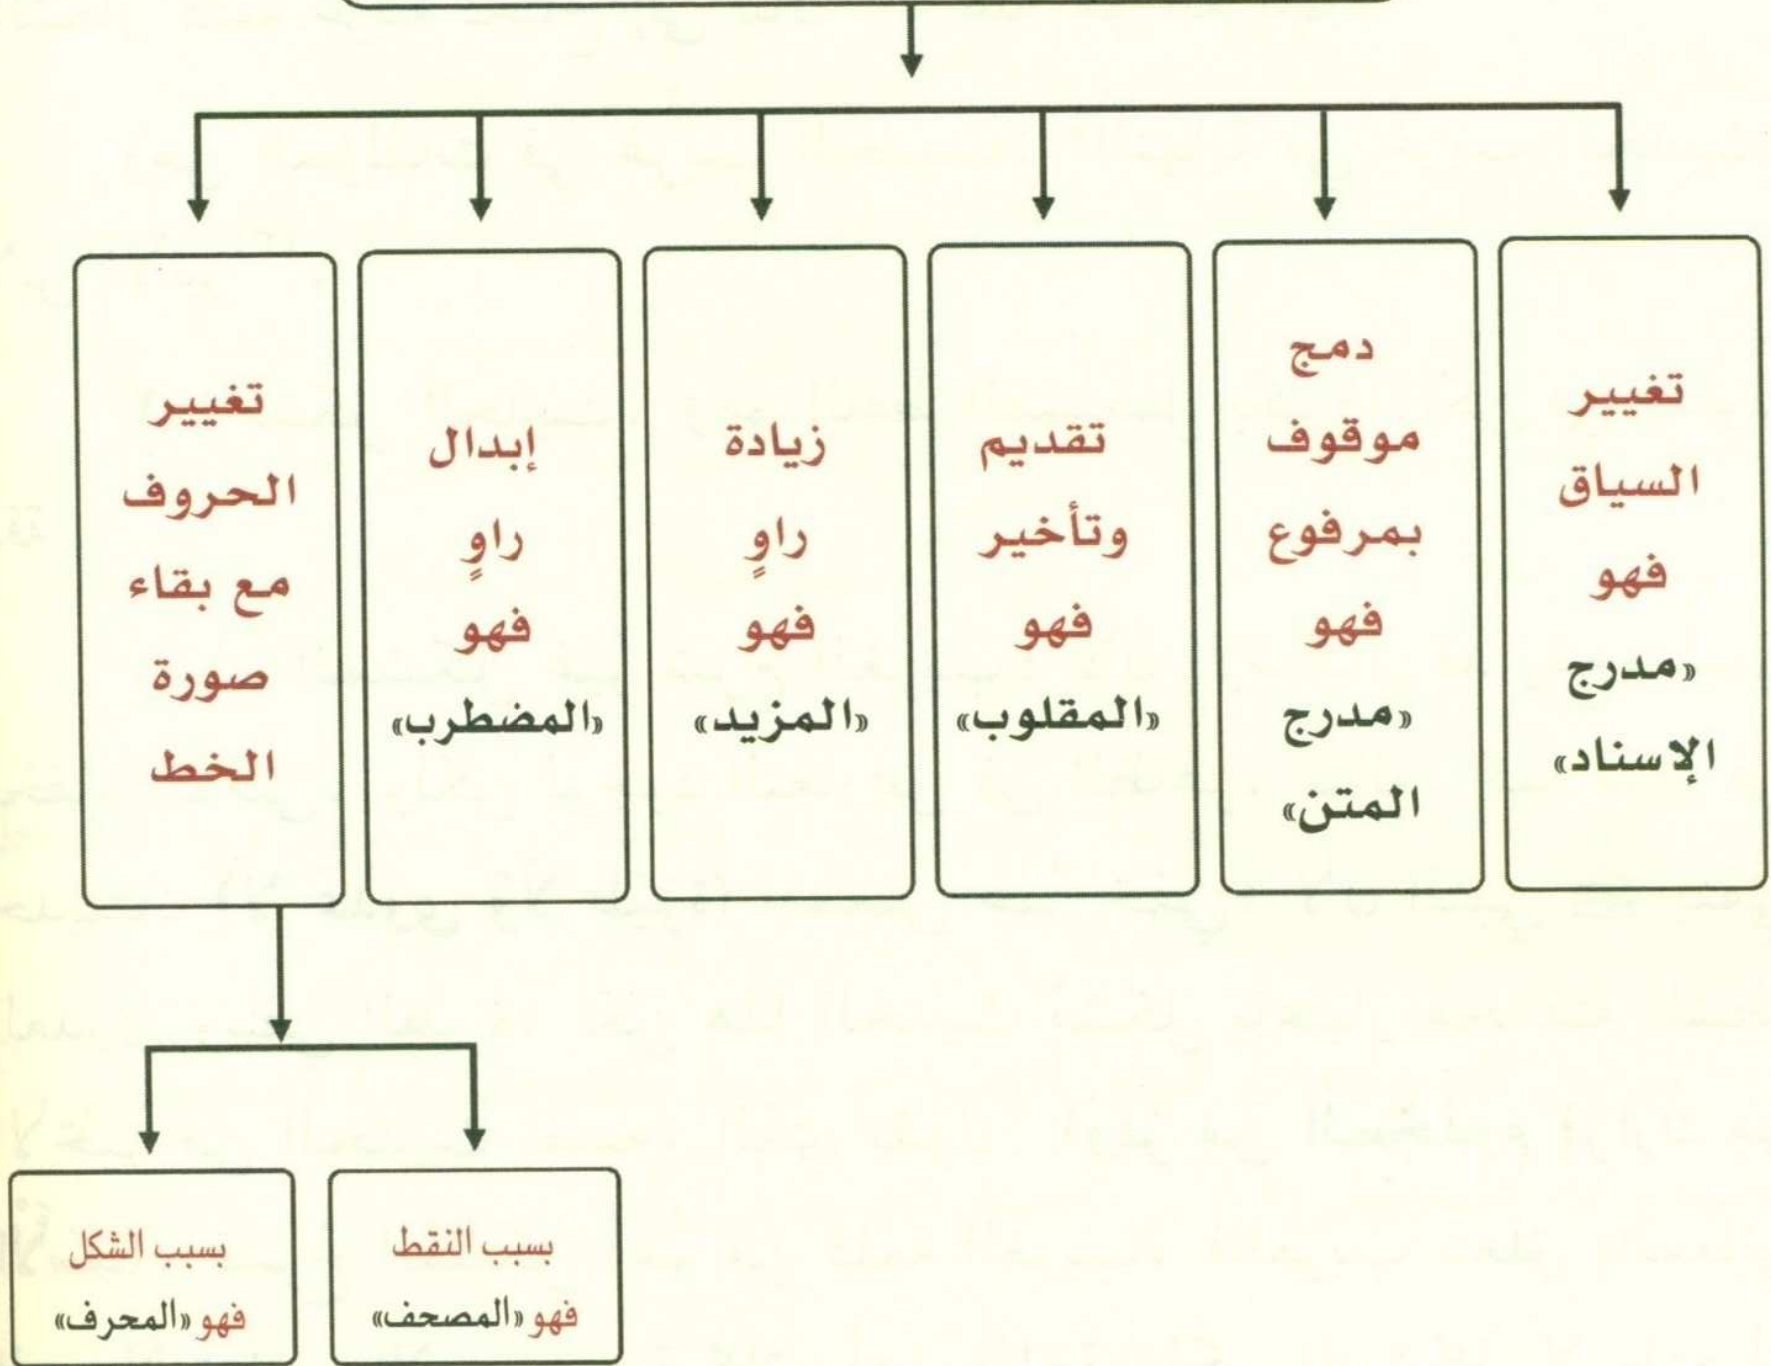 تغيير
السياق
فهو
«مدرج
الإسناد»
دمج
موقوف
بمرفوع
فهو
«مدرج
المتن»
تقديم
وتأخير
فهو
«المقلوب»
زيادة
راوٍ
فهو
«المزيد»
إبدال
راوٍ
فهو
«المضطرب»
تغيير
الحروف
مع بقاء
صورة
الخط
بسبب النقط
فهو «المصحف»
بسبب الشكل
فهو «المحرف»